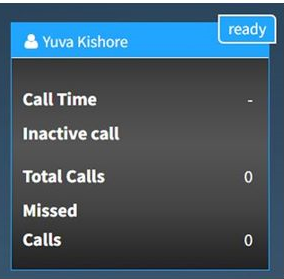 ready
Yuva Kishore
Call Time -
Inactive call
Total Calls 0
Missed
Calls 0